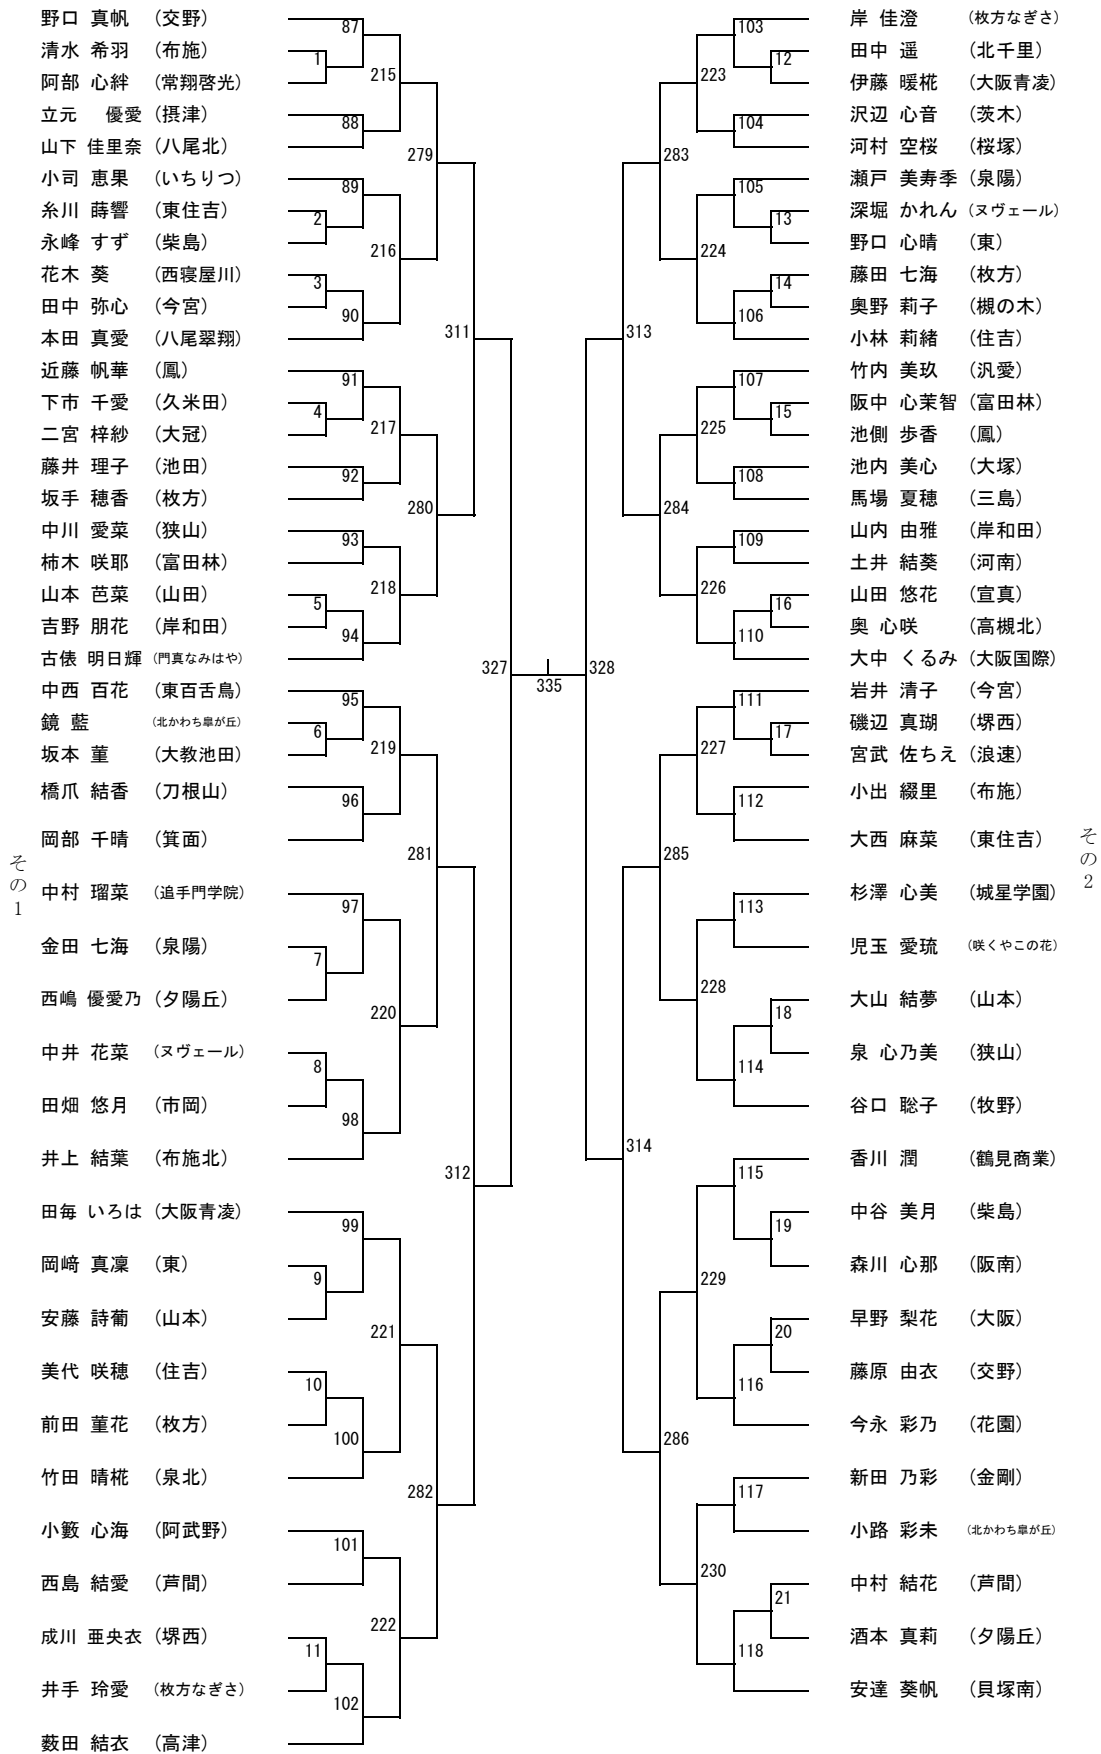 野口 真帆 (交野)
清水 希羽 (布施)
阿部 心絆 (常翔啓光)
立元 優愛 (摂津)
山下 佳里奈 (八尾北)
小司 恵果 (いちりつ)
糸川 蒔響 (東住吉)
永峰 すず (柴島)
花木 葵 (西寝屋川)
田中 弥心 (今宮)
本田 真愛 (八尾翠翔)
近藤 帆華 (鳳)
下市 千愛 (久米田)
二宮 梓紗 (大冠)
藤井 理子 (池田)
坂手 穂香 (枚方)
中川 愛菜 (狭山)
柿木 咲耶 (富田林)
山本 芭菜 (山田)
吉野 朋花 (岸和田)
古俵 明日輝 (門真なみはや)
中西 百花 (東百舌鳥)
鏡 藍 (北かわち皐が丘)
坂本 菫 (大教池田)
橋爪 結香 (刀根山)
岡部 千晴 (箕面)
中村 瑠菜 (追手門学院)
金田 七海 (泉陽)
西嶋 優愛乃 (夕陽丘)
中井 花菜 (ヌヴェール)
田畑 悠月 (市岡)
井上 結葉 (布施北)
田毎 いろは (大阪青凌)
岡﨑 真凜 (東)
安藤 詩葡 (山本)
美代 咲穂 (住吉)
前田 菫花 (枚方)
竹田 晴椛 (泉北)
小籔 心海 (阿武野)
西島 結愛 (芦間)
成川 亜央衣 (堺西)
井手 玲愛 (枚方なぎさ)
薮田 結衣 (高津)
その1
87
1
215
88
279
89
2
216
3
90
311
91
4
217
92
280
93
218
5
94
327
95
6
219
96
281
97
7
220
8
98
312
99
9
221
10
100
282
101
222
11
102
335
103
12
223
104
283
105
13
224
14
106
313
107
15
225
108
284
109
226
16
110
328
111
17
227
112
285
113
228
18
114
314
115
19
229
20
116
286
117
230
21
118
岸 佳澄 (枚方なぎさ)
田中 遥 (北千里)
伊藤 暖椛 (大阪青凌)
沢辺 心音 (茨木)
河村 空桜 (桜塚)
瀬戸 美寿季 (泉陽)
深堀 かれん (ヌヴェール)
野口 心晴 (東)
藤田 七海 (枚方)
奥野 莉子 (槻の木)
小林 莉緒 (住吉)
竹内 美玖 (汎愛)
阪中 心茉智 (富田林)
池側 歩香 (鳳)
池内 美心 (大塚)
馬場 夏穂 (三島)
山内 由雅 (岸和田)
土井 結葵 (河南)
山田 悠花 (宣真)
奥 心咲 (高槻北)
大中 くるみ (大阪国際)
岩井 清子 (今宮)
磯辺 真瑚 (堺西)
宮武 佐ちえ (浪速)
小出 綴里 (布施)
大西 麻菜 (東住吉)
杉澤 心美 (城星学園)
児玉 愛琉 (咲くやこの花)
大山 結夢 (山本)
泉 心乃美 (狭山)
谷口 聡子 (牧野)
香川 潤 (鶴見商業)
中谷 美月 (柴島)
森川 心那 (阪南)
早野 梨花 (大阪)
藤原 由衣 (交野)
今永 彩乃 (花園)
新田 乃彩 (金剛)
小路 彩未 (北かわち皐が丘)
中村 結花 (芦間)
酒本 真莉 (夕陽丘)
安達 葵帆 (貝塚南)
その2